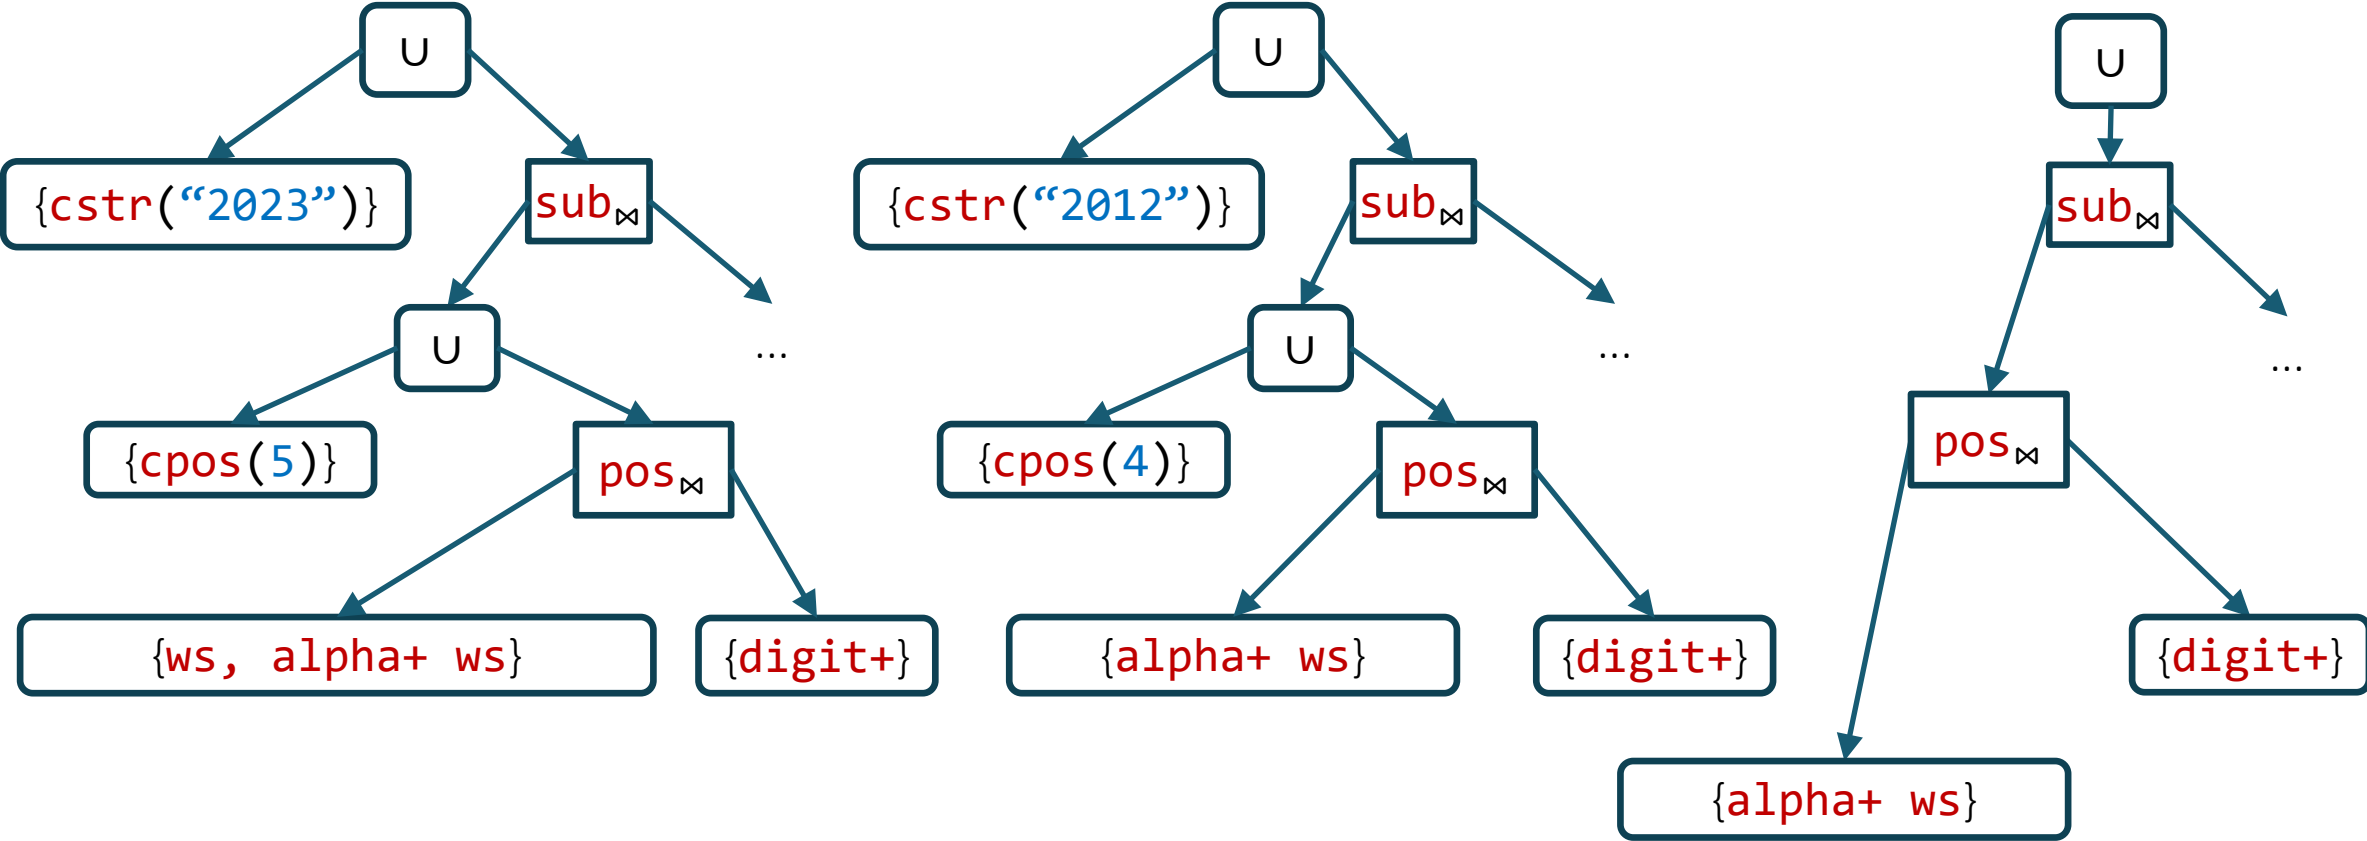 ∪ ∪ ∪
{cstr(“2023”)} sub⋈ {cstr(“2012”)} sub⋈ sub⋈
∪ ... ∪ ... ...
{cpos(5)} pos⋈ {cpos(4)} pos⋈ pos⋈
{ws, alpha+ ws} {digit+} {alpha+ ws} {digit+} {digit+}
{alpha+ ws}